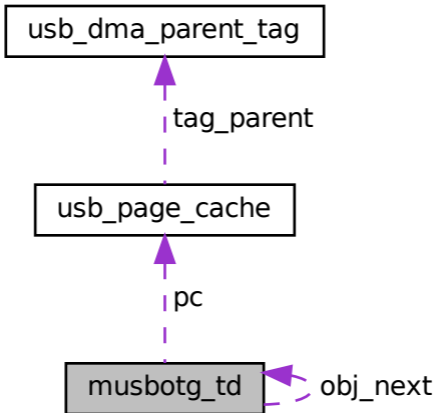 usb_dma_parent_tag
tag_parent
usb_page_cache
pc
musbotg_td
obj_next